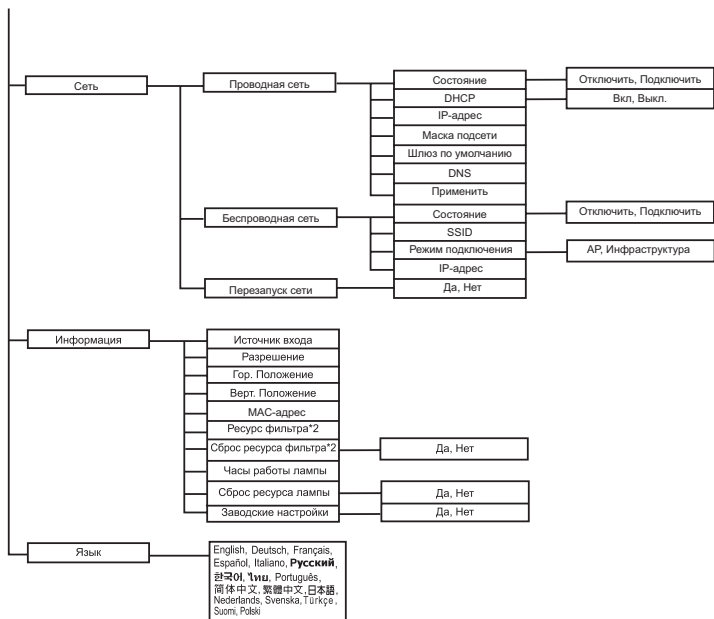 Сеть
Проводная сеть
Состояние
Отключить, Подключить
DHCP
Вкл, Выкл.
IP-адрес
Маска подсети
Шлюз по умолчанию
DNS
Применить
Беспроводная сеть
Состояние
Отключить, Подключить
SSID
Режим подключения
AP, Инфраструктура
IP-адрес
Перезапуск сети
Да, Нет
Информация
Источник входа
Разрешение
Гор. Положение
Верт. Положение
MAC-адрес
Ресурс фильтра*2
Сброс ресурса фильтра*2
Да, Нет
Часы работы лампы
Сброс ресурса лампы
Да, Нет
Заводские настройки
Да, Нет
Язык
English, Deutsch, Français,
Español, Italiano, Русский,
한국어, ไทย, Português,
简体中文, 繁體中文, 日本語,
Nederlands, Svenska, Türkçe,
Suomi, Polski